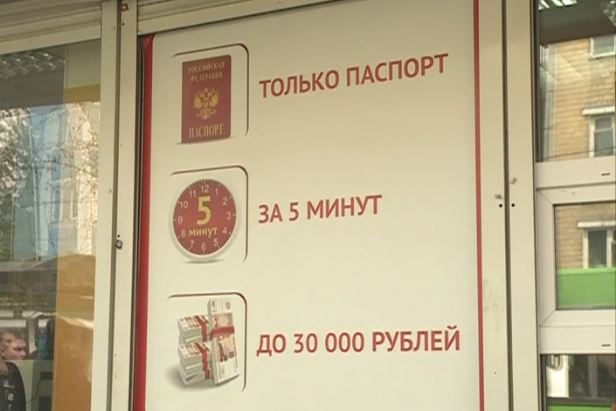 РОССИЙСКАЯ
ФЕДЕРАЦИЯ
ПАСПОРТ
ТОЛЬКО ПАСПОРТ
5
минут
ЗА 5 МИНУТ
ДО 30 000 РУБЛЕЙ